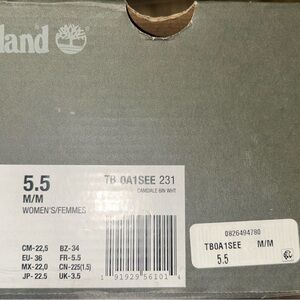 land
5.5
M/M
WOMEN'S/FEMMES
TB 0A1SEE 231
CAMDALE 6IN WHT
CM-22,5 BZ-34
EU-36 FR-5.5
MX-22,0 CN-225(1.5)
JP-22.5 UK-3.5
1 91929 56101 4
0826494780
TB0A1SEE M/M
5.5